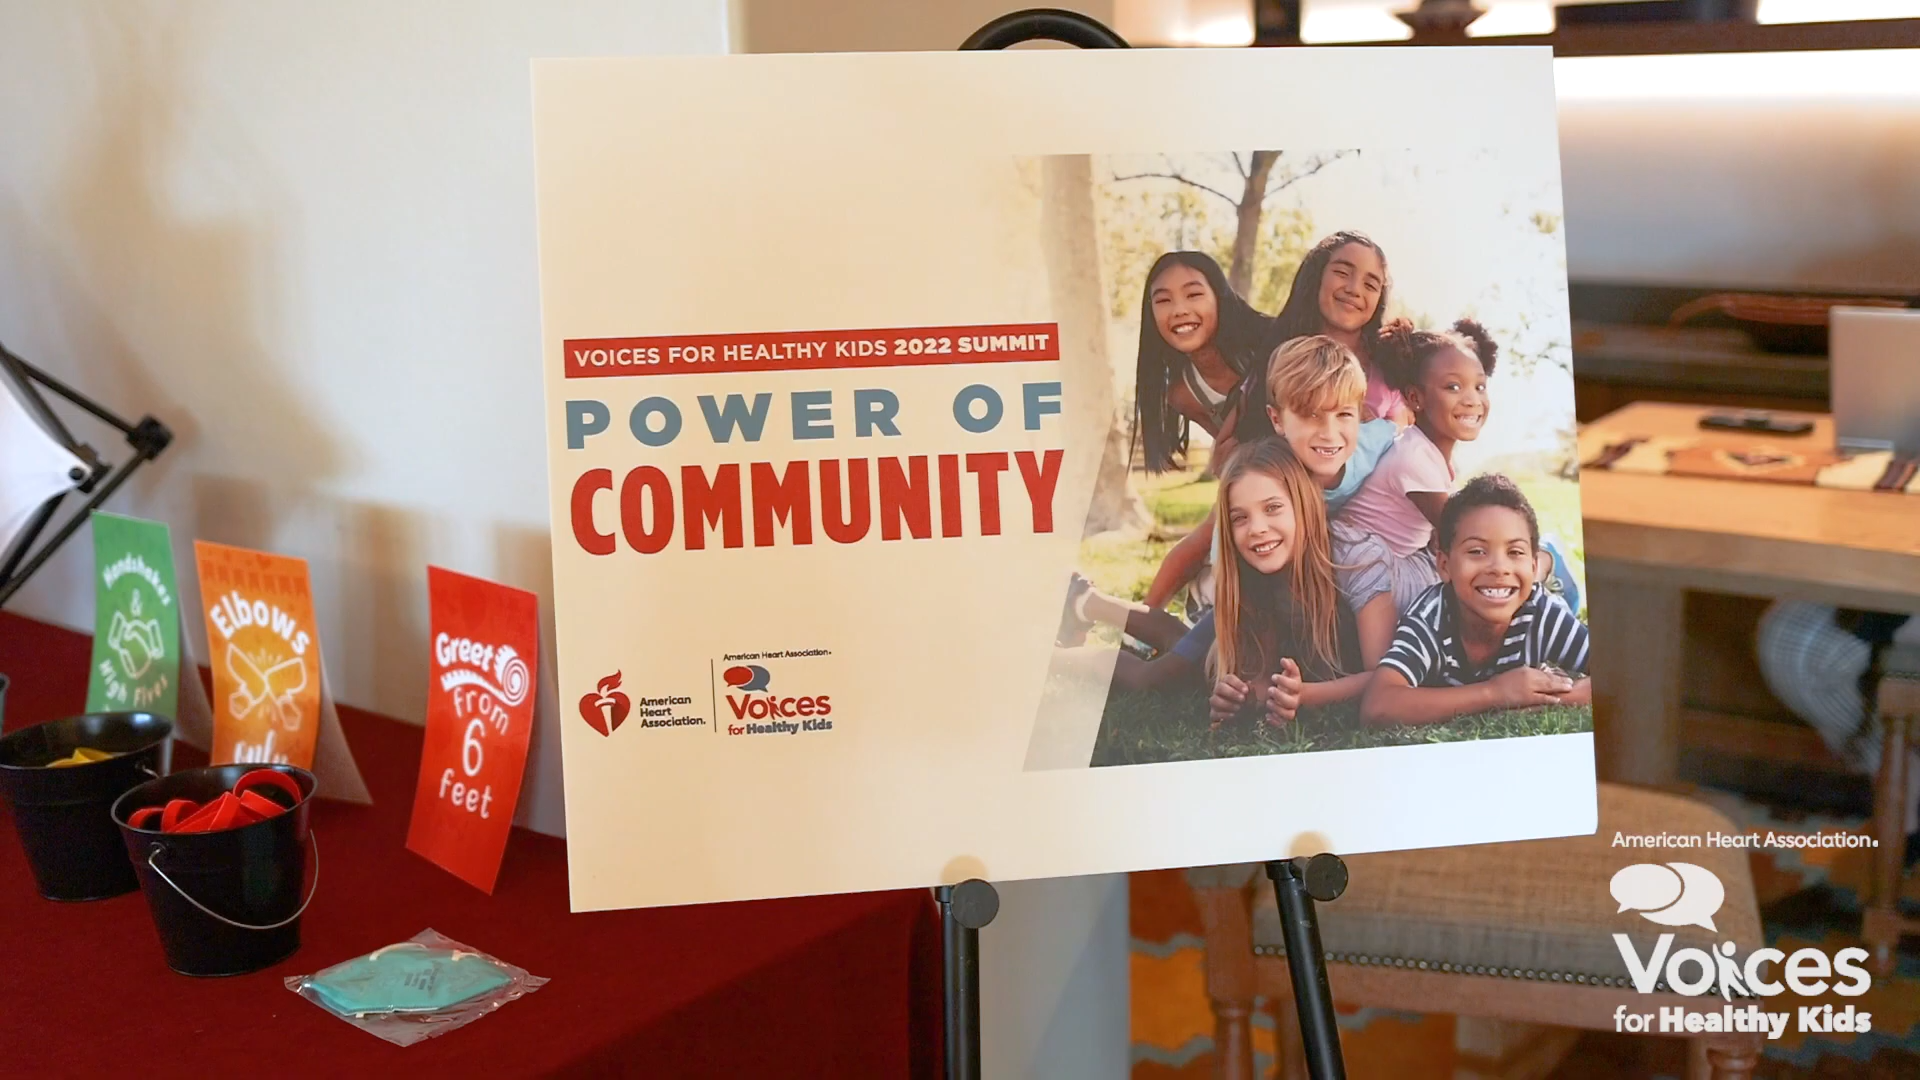 VOICES FOR HEALTHY KIDS 2022 SUMMIT
POWER OF
COMMUNITY
American
Heart
Association.
American Heart Association.
Voices
for Healthy Kids
Handshakes
&
High Fives
Elbows
only
Greet
from
6
feet
American Heart Association.
Voices
for Healthy Kids